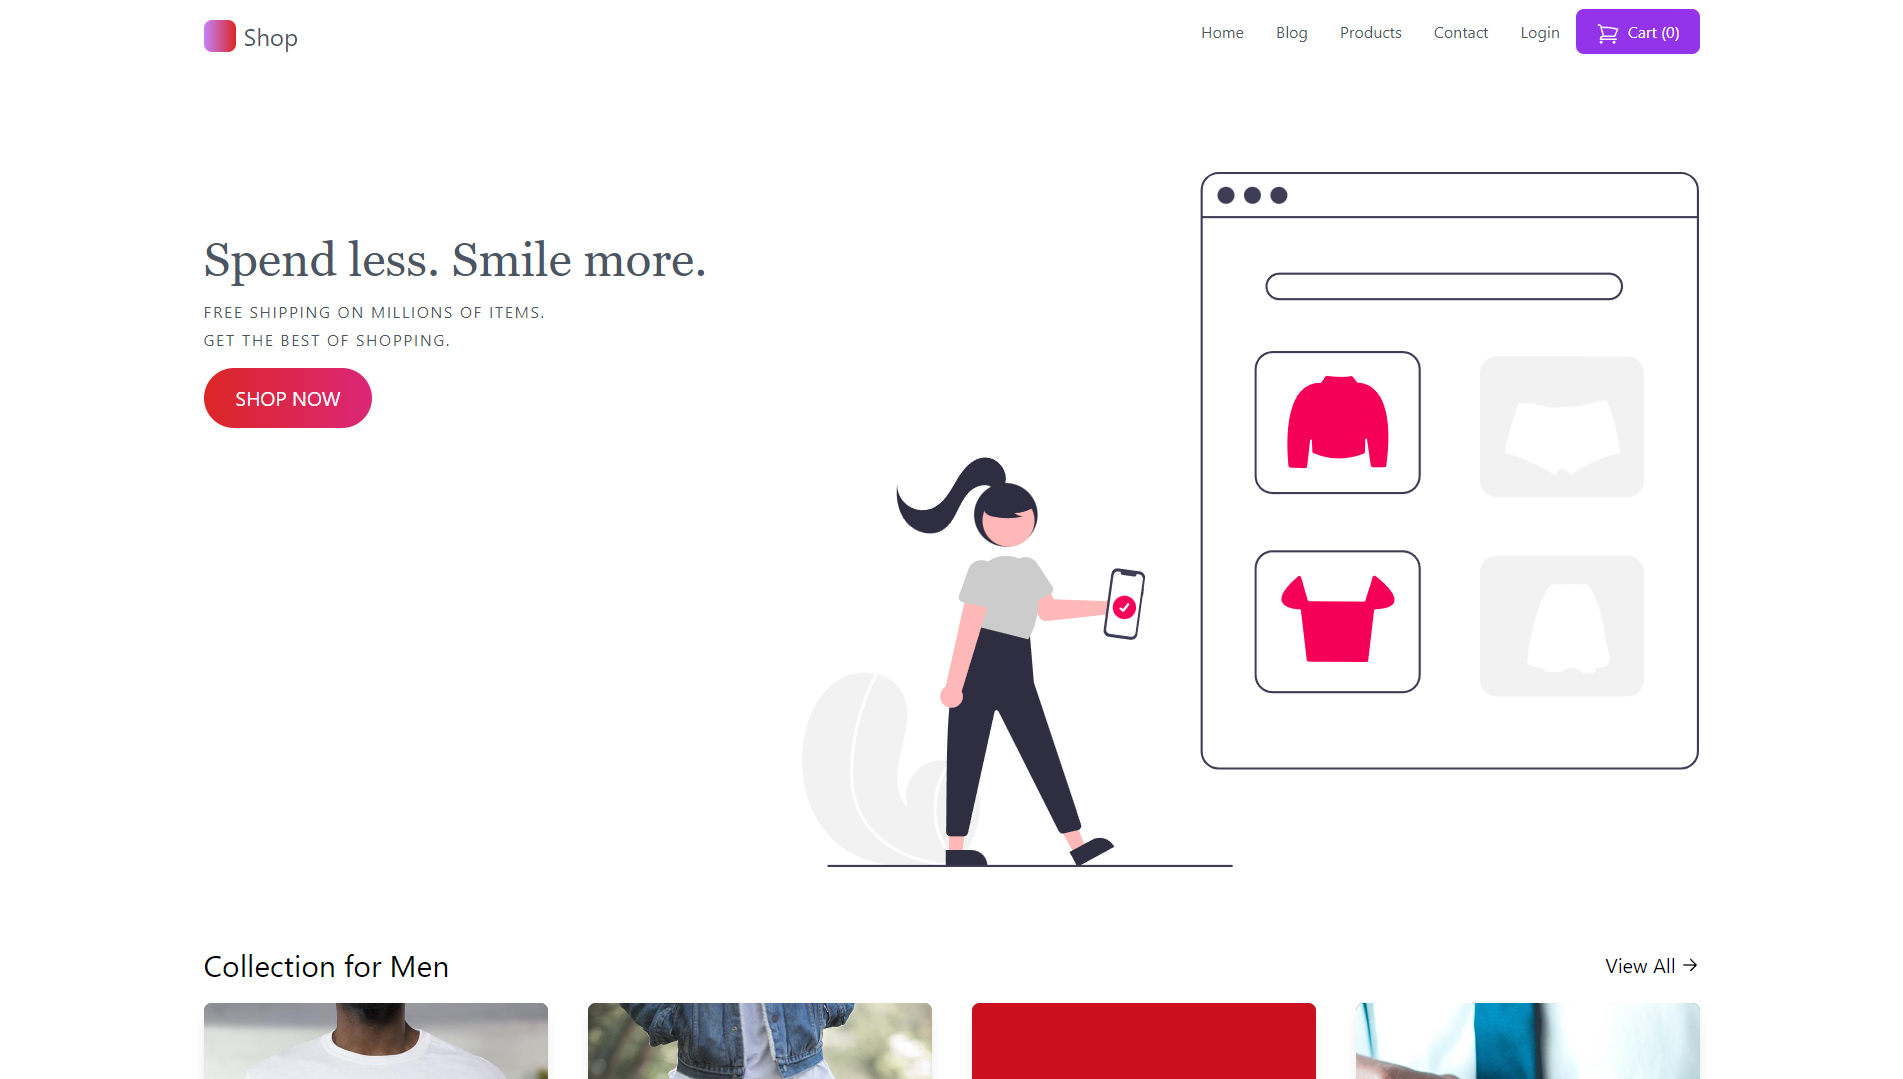 Shop
Home
Blog
Products
Contact
Login
Cart (0)
Spend less. Smile more.
FREE SHIPPING ON MILLIONS OF ITEMS.
GET THE BEST OF SHOPPING.
SHOP NOW
Collection for Men
View All →